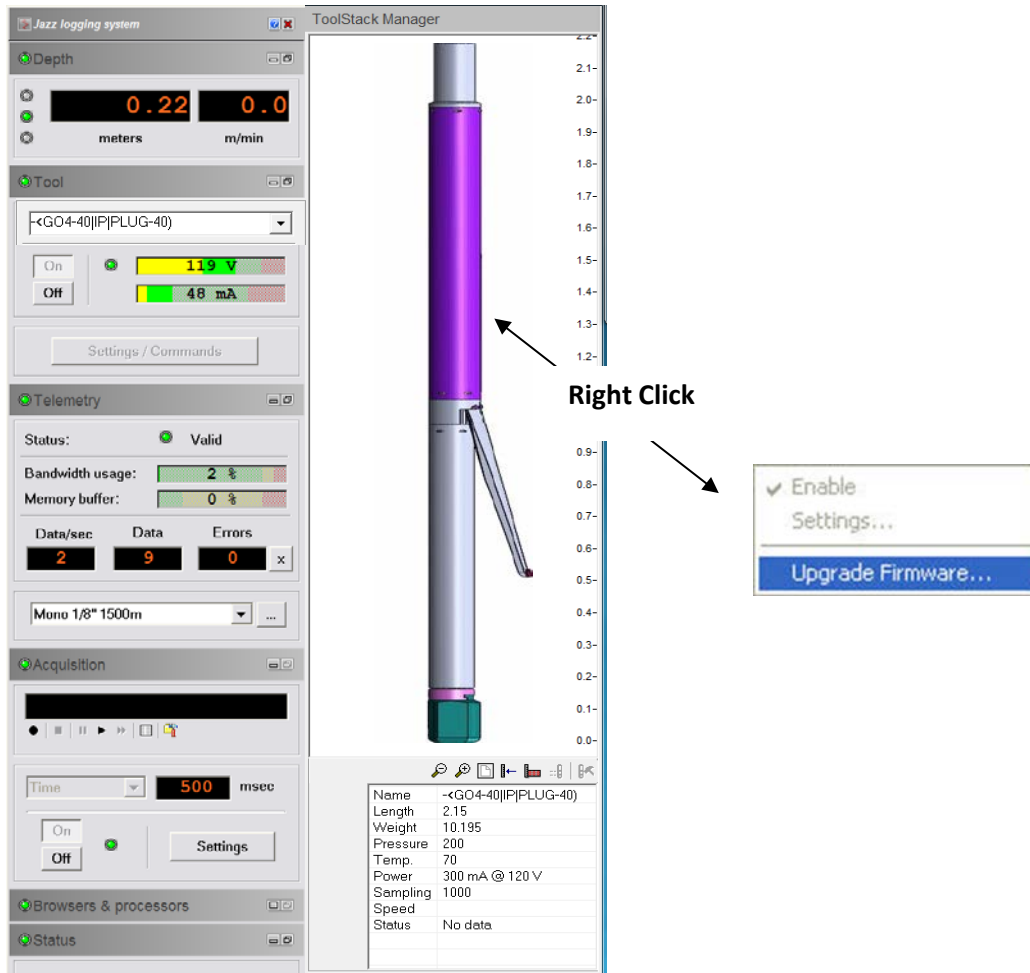 Jazz logging system
Depth
0.22 0.0
meters m/min
Tool
-<GO4-40|IP|PLUG-40)
On
119 V
Off
48 mA
Settings / Commands
Telemetry
Status: Valid
Bandwidth usage: 2 %
Memory buffer: 0 %
Data/sec Data Errors
2 9 0 x
Mono 1/8" 1500m ...
Acquisition
Time 500 msec
On
Off
Settings
Browsers & processors
Status
ToolStack Manager
2.2-
2.1-
2.0-
1.9-
1.8-
1.7-
1.6-
1.5-
1.4-
1.3-
1.2-
Right Click
0.9-
0.8-
0.7-
0.6-
0.5-
0.4-
0.3-
0.2-
0.1-
0.0-
Name -<GO4-40|IP|PLUG-40)
Length 2.15
Weight 10.195
Pressure 200
Temp. 70
Power 300 mA @ 120 V
Sampling 1000
Speed
Status No data
Enable
Settings...
Upgrade Firmware...